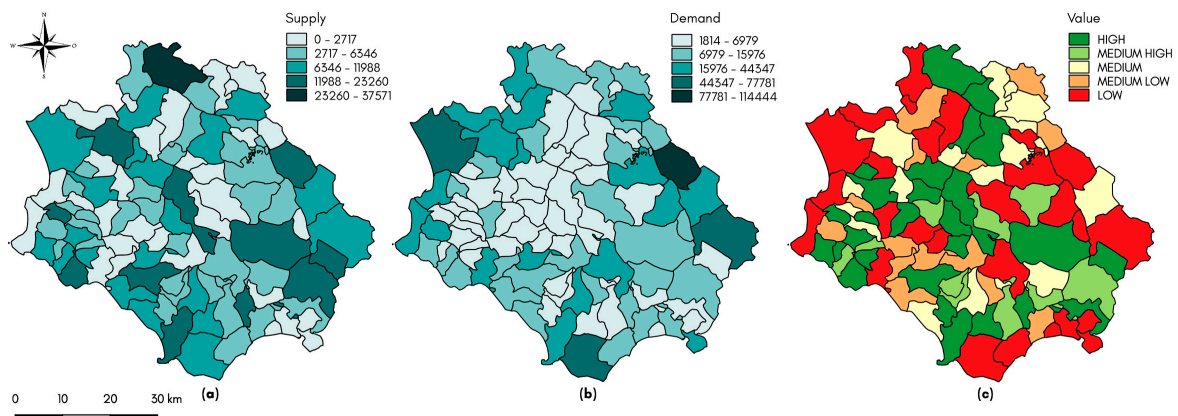 N
W
O
S
Supply
0 - 2717
2717 - 6346
6346 - 11988
11988 - 23260
23260 - 37571
0 10 20 30 km
(a)
Demand
1814 - 6979
6979 - 15976
15976 - 44347
44347 - 77781
77781 - 114444
(b)
Value
HIGH
MEDIUM HIGH
MEDIUM
MEDIUM LOW
LOW
(c)